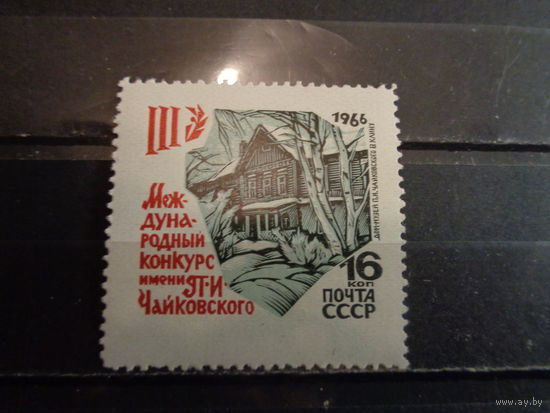 III
1966
Меж-
дуна-
родный
конкурс
имени П·И·
Чайковского
ДОМ-МУЗЕЙ П.И. ЧАЙКОВСКОГО В КЛИНУ
16
КОП
ПОЧТА
СССР
www.ay.by